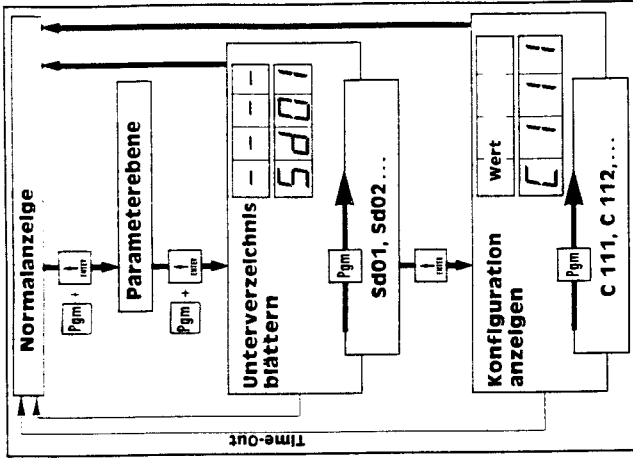 Normalanzeige
Pgm + ENTER
Parameterebene
Pgm + ENTER
Unterverzeichnis
blättern
- - - -
Sd01
Pgm
Sd01, Sd02...
ENTER
Konfiguration
anzeigen
Wert
C111
Pgm
C 111, C 112,...
Time-Out